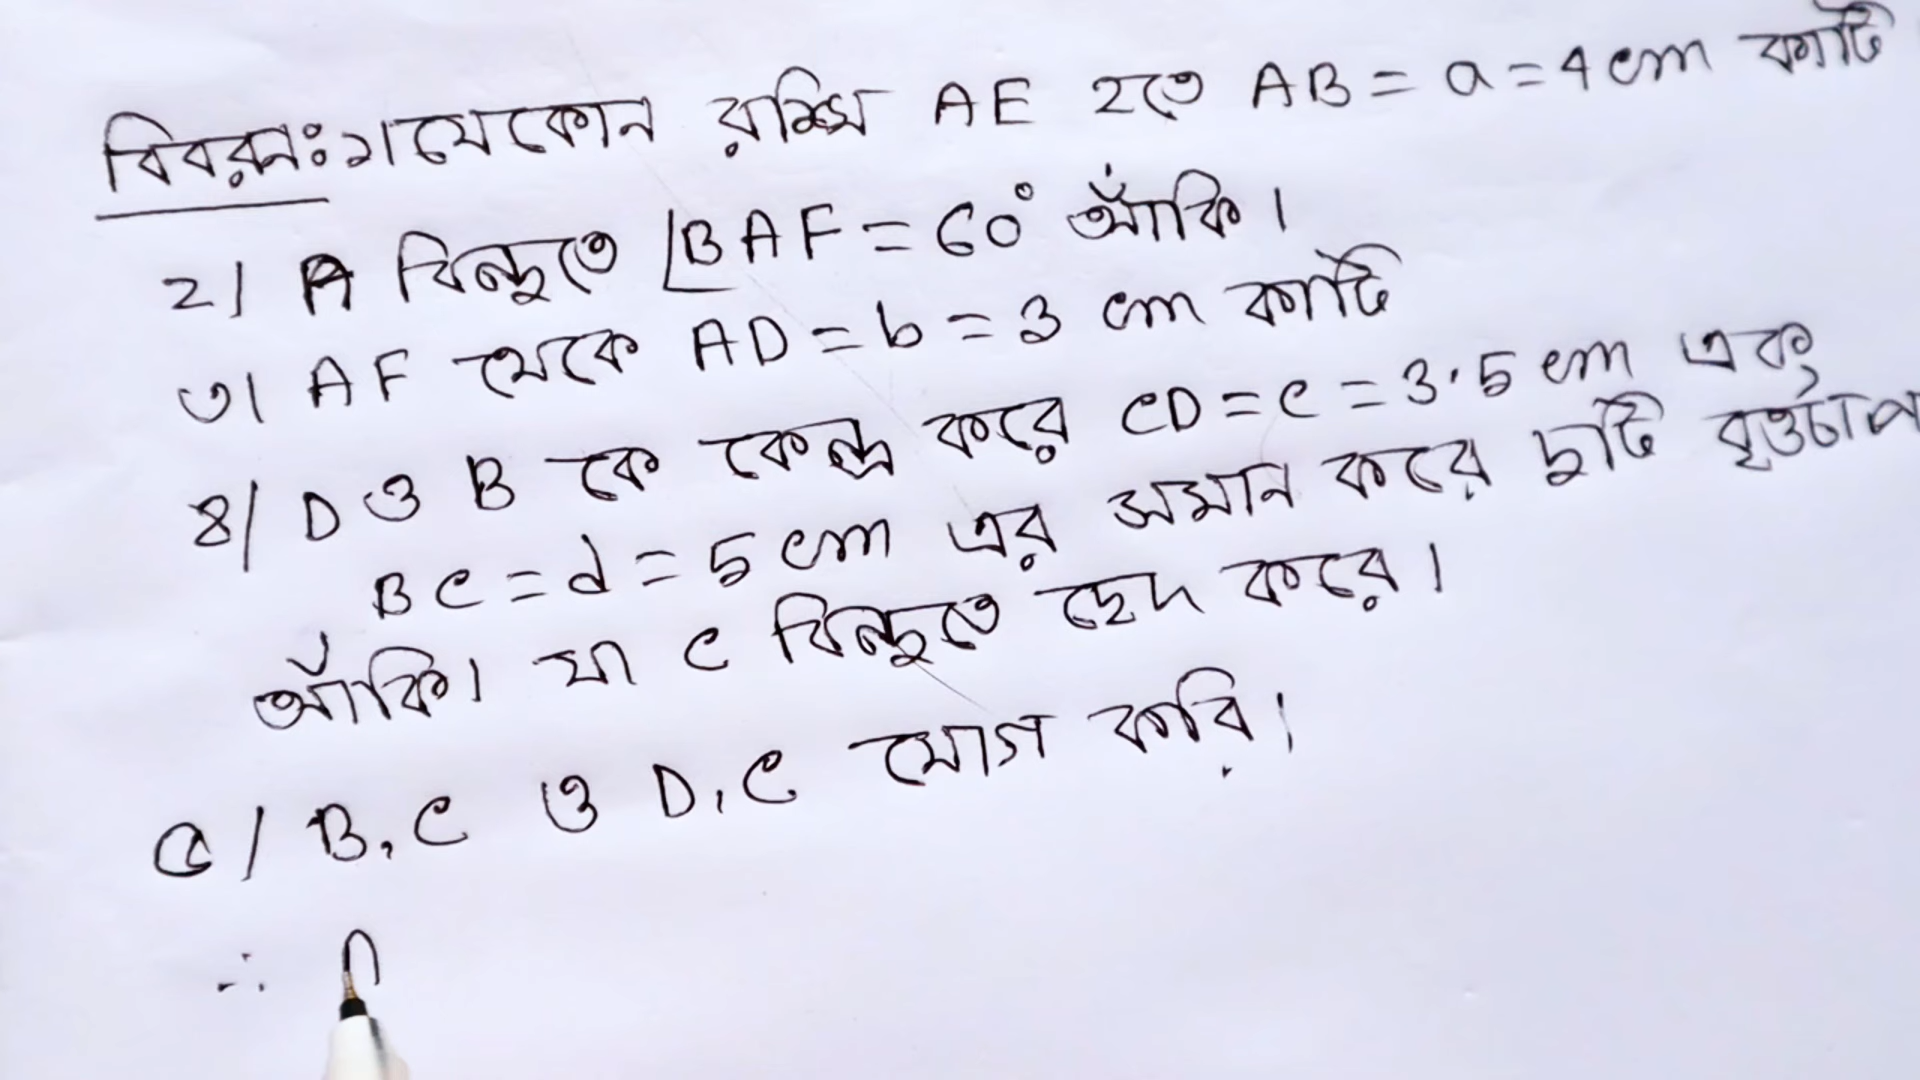 বিবরনঃ ১। যেকোন রশ্মি AE হতে AB = a = 4 cm কাটি
২। A বিন্দুতে ∠BAF = 60° আঁকি।
৩। AF থেকে AD = b = 3 cm কাটি
৪। D ও B কে কেন্দ্র করে CD = c = 3.5 cm এবং
BC = d = 5 cm এর সমান করে দুটি বৃত্তচাপ
আঁকি। যা C বিন্দুতে ছেদ করে।
৫। B, C ও D, C যোগ করি।
∴